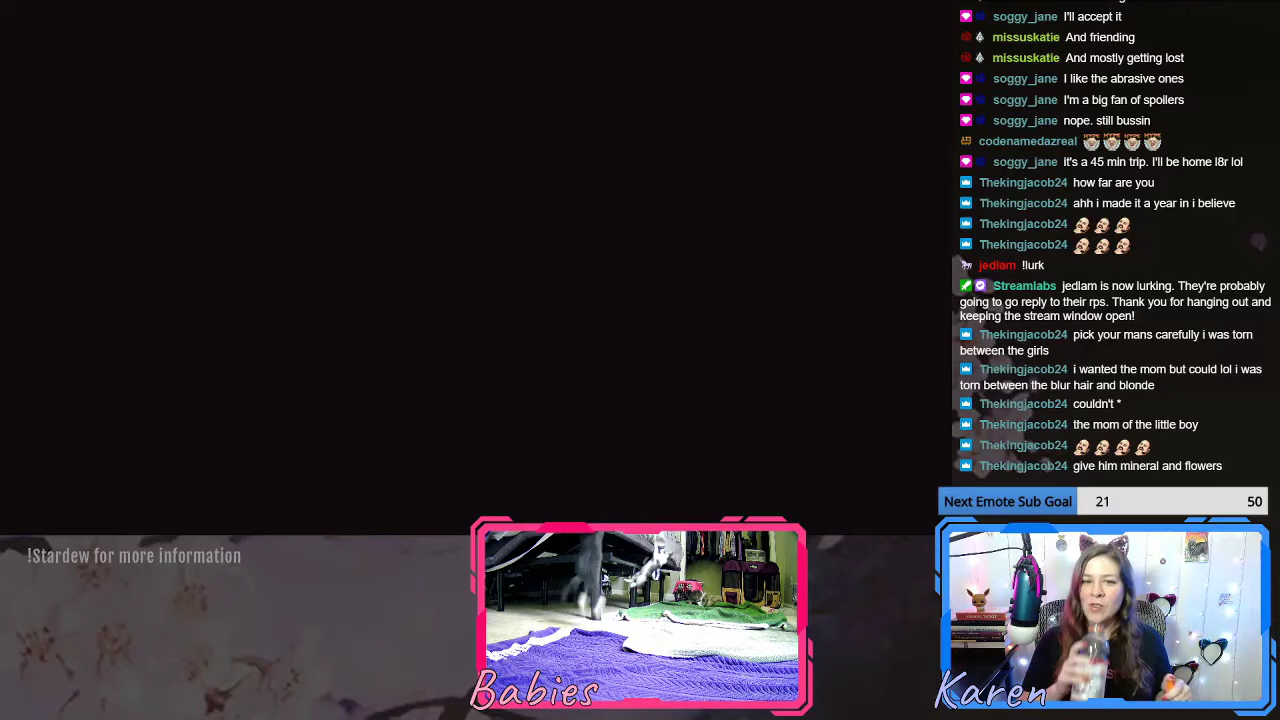 soggy_jane I'll accept it
missuskatie And friending
missuskatie And mostly getting lost
soggy_jane I like the abrasive ones
soggy_jane I'm a big fan of spoilers
soggy_jane nope. still bussin
codenamedazreal HYPE HYPE HYPE HYPE
soggy_jane it's a 45 min trip. I'll be home l8r lol
Thekingjacob24 how far are you
Thekingjacob24 ahh i made it a year in i believe
Thekingjacob24
Thekingjacob24
jedlam !lurk
Streamlabs jedlam is now lurking. They're probably
going to go reply to their rps. Thank you for hanging out and
keeping the stream window open!
Thekingjacob24 pick your mans carefully i was torn
between the girls
Thekingjacob24 i wanted the mom but could lol i was
torn between the blur hair and blonde
Thekingjacob24 couldn't *
Thekingjacob24 the mom of the little boy
Thekingjacob24
Thekingjacob24 give him mineral and flowers
Next Emote Sub Goal 21 50
!Stardew for more information
Babies
Karen